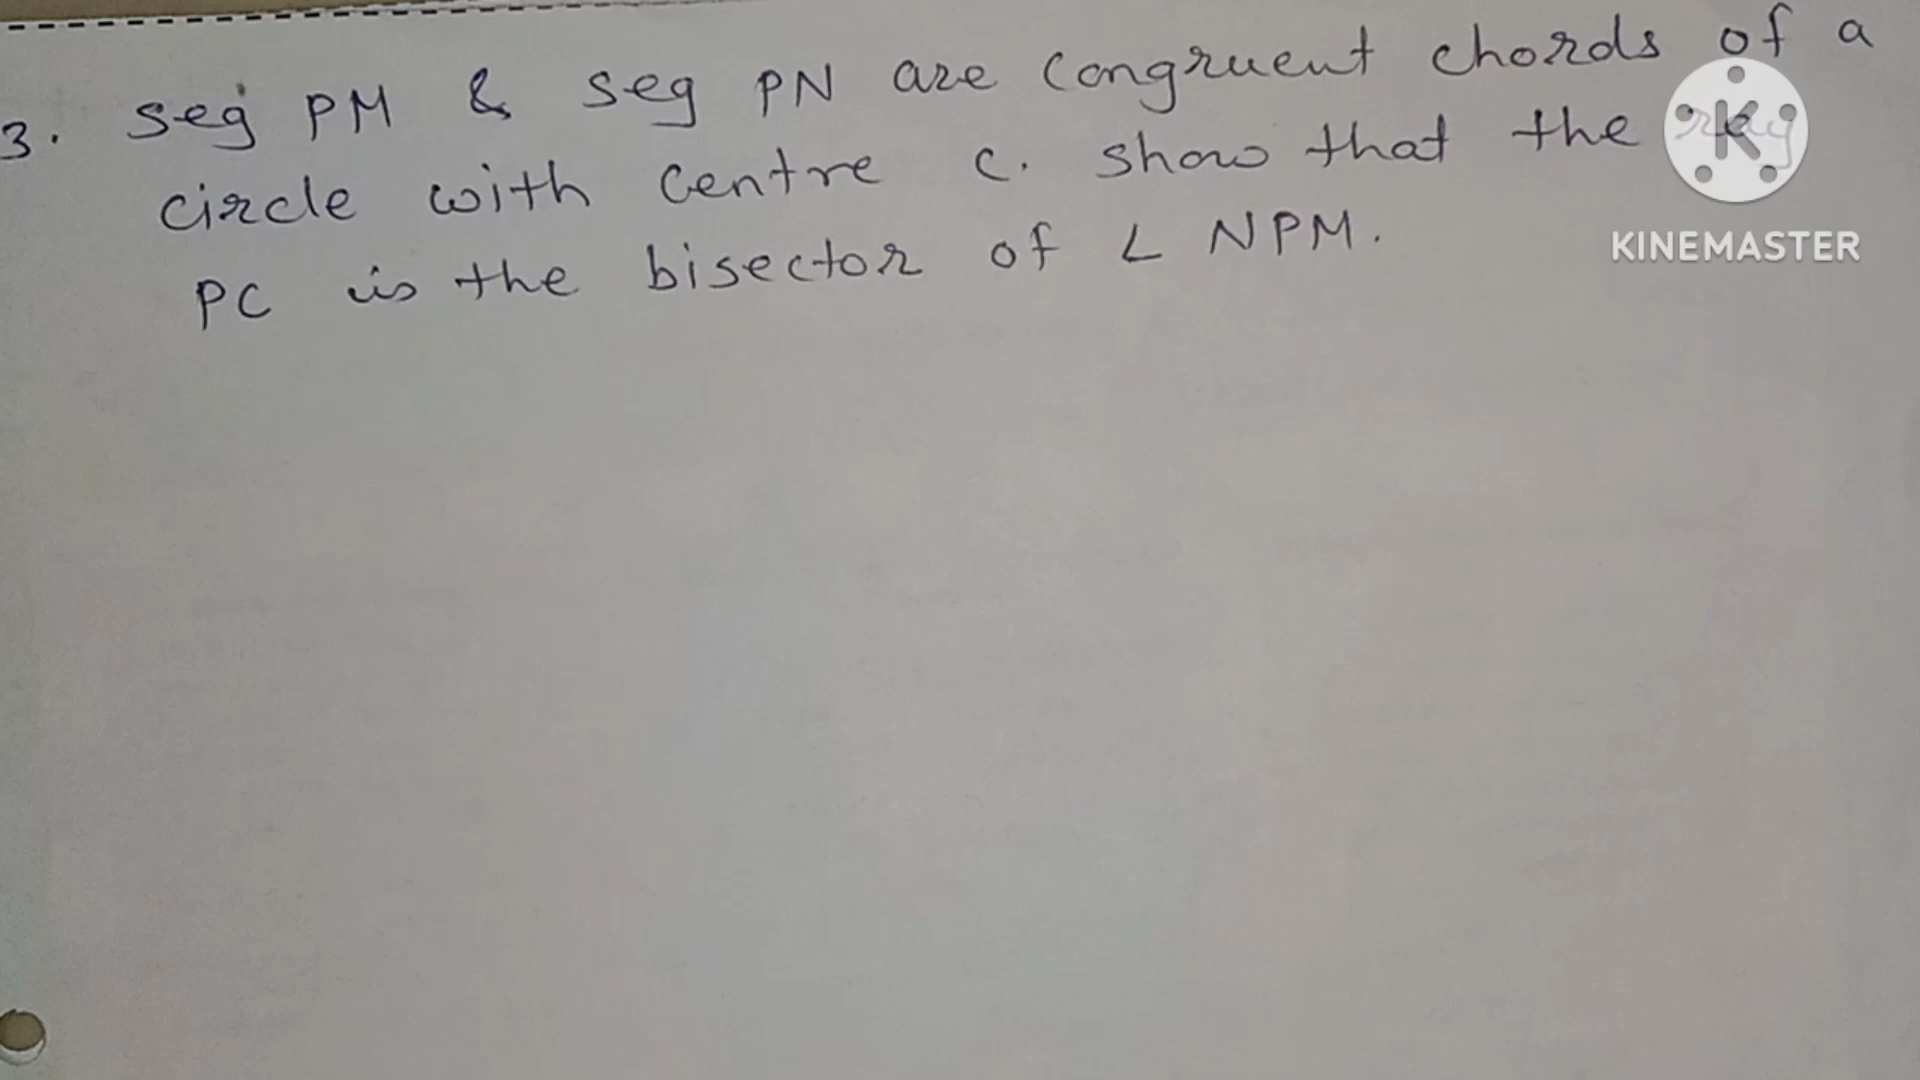 3. seg PM & seg PN are congruent chords of a
circle with centre C. show that the ray
PC is the bisector of ∠ NPM.
K
KINEMASTER